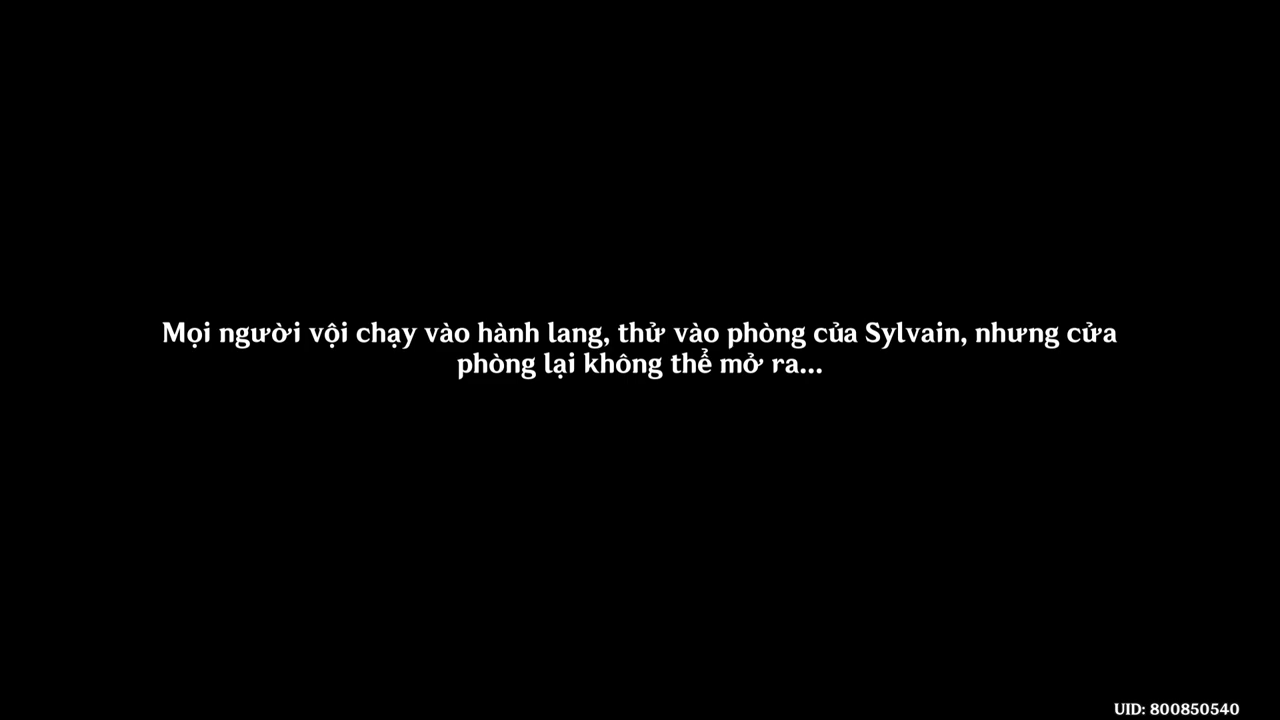 Mọi người vội chạy vào hành lang, thử vào phòng của Sylvain, nhưng cửa
phòng lại không thể mở ra...
UID: 800850540